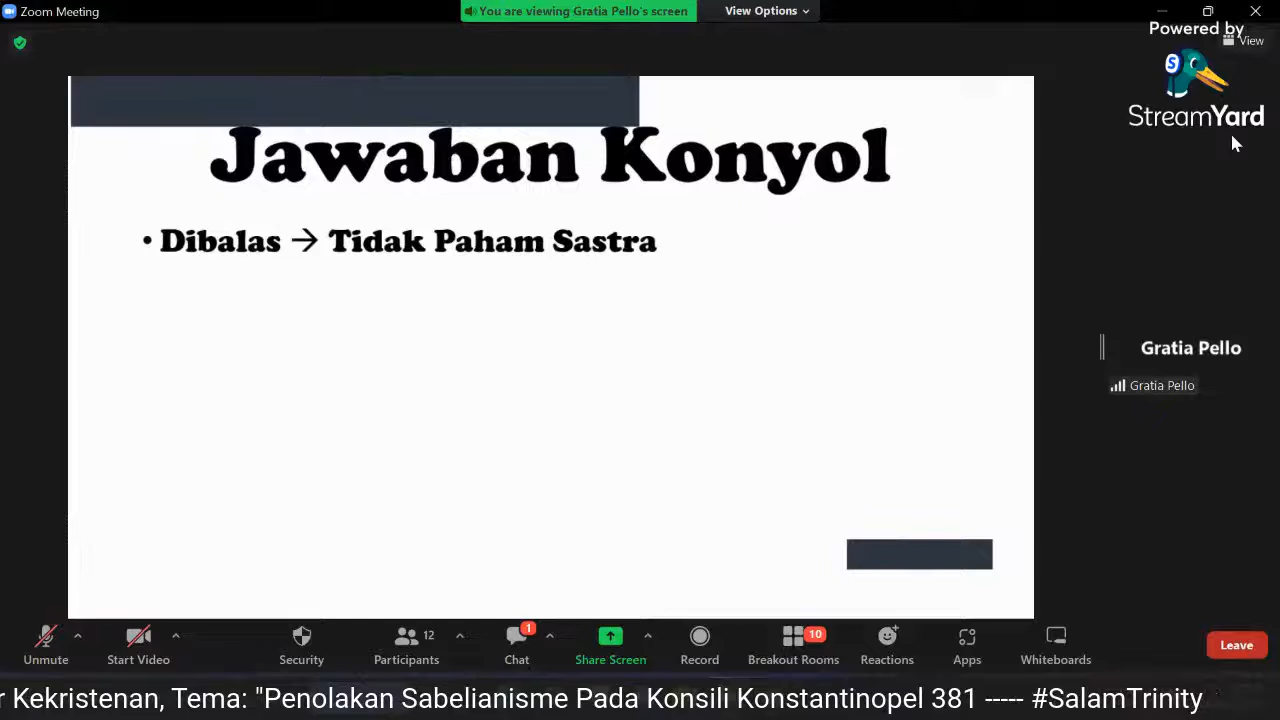 Zoom Meeting
You are viewing Gratia Pello's screen
View Options
Powered by
View
S
StreamYard
Jawaban Konyol
• Dibalas → Tidak Paham Sastra
Gratia Pello
Gratia Pello
Unmute
Start Video
Security
12
Participants
1
Chat
Share Screen
Record
10
Breakout Rooms
Reactions
Apps
Whiteboards
Leave
r Kekristenan, Tema: "Penolakan Sabelianisme Pada Konsili Konstantinopel 381 ----- #SalamTrinity